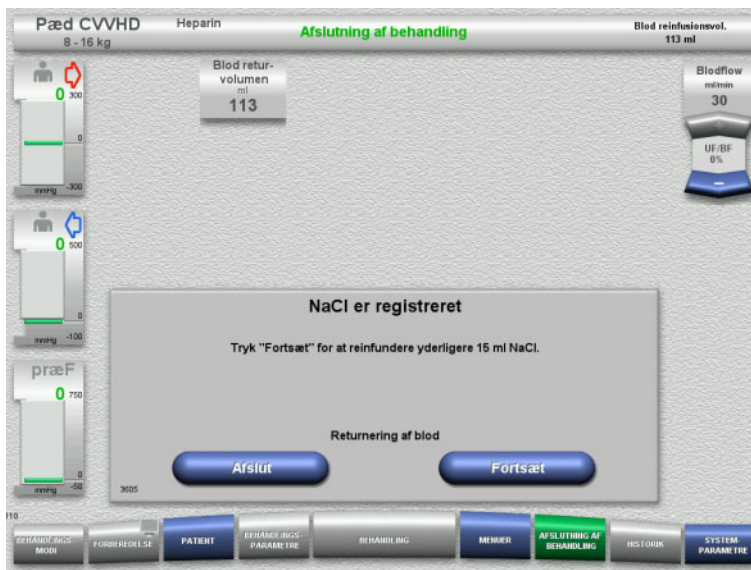 Pæd CVVHD
8 - 16 kg
Heparin
Afslutning af behandling
Blod reinfusionsvol.
113 ml
0
300
0
mmHg
-300
Blod retur-
volumen
ml
113
Blodflow
ml/min
30
UF/BF
0%
0
500
0
mmHg
-100
præF
0
750
0
mmHg
-50
NaCl er registreret
Tryk "Fortsæt" for at reinfundere yderligere 15 ml NaCl.
Returnering af blod
Afslut
Fortsæt
3605
BEHANDLINGS-
MODI
FORBEREDELSE
PATIENT
BEHANDLINGS-
PARAMETRE
BEHANDLING
MENUER
AFSLUTNING AF
BEHANDLING
HISTORIK
SYSTEM-
PARAMETRE